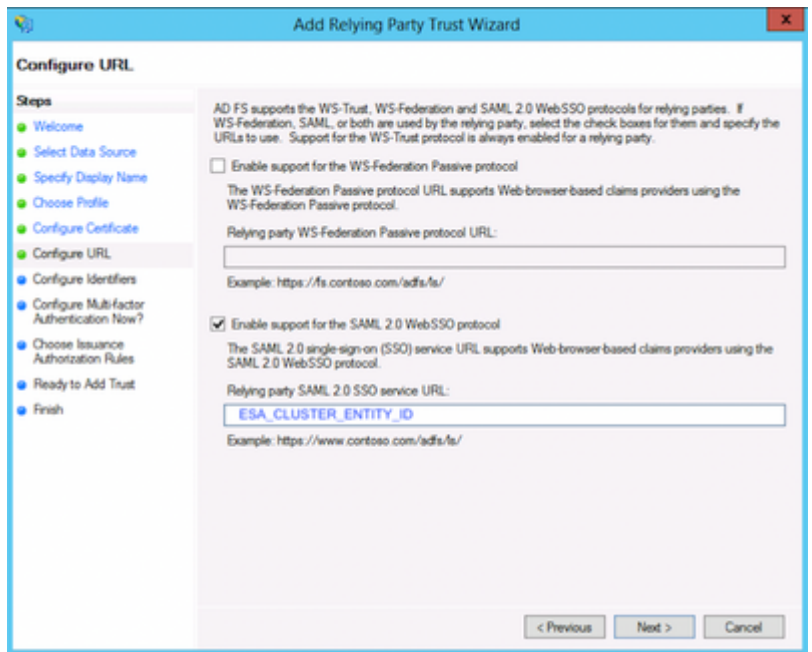 Add Relying Party Trust Wizard
x
Configure URL
Steps
Welcome
Select Data Source
Specify Display Name
Choose Profile
Configure Certificate
Configure URL
Configure Identifiers
Configure Multi-factor
Authentication Now?
Choose Issuance
Authorization Rules
Ready to Add Trust
Finish
AD FS supports the WS-Trust, WS-Federation and SAML 2.0 WebSSO protocols for relying parties. If
WS-Federation, SAML, or both are used by the relying party, select the check boxes for them and specify the
URLs to use. Support for the WS-Trust protocol is always enabled for a relying party.
Enable support for the WS-Federation Passive protocol
The WS-Federation Passive protocol URL supports Web-browser-based claims providers using the
WS-Federation Passive protocol.
Relying party WS-Federation Passive protocol URL:
Example: https://fs.contoso.com/adfs/ls/
Enable support for the SAML 2.0 WebSSO protocol
The SAML 2.0 single-sign-on (SSO) service URL supports Web-browser-based claims providers using the
SAML 2.0 WebSSO protocol.
Relying party SAML 2.0 SSO service URL:
ESA_CLUSTER_ENTITY_ID
Example: https://www.contoso.com/adfs/ls/
< Previous
Next >
Cancel